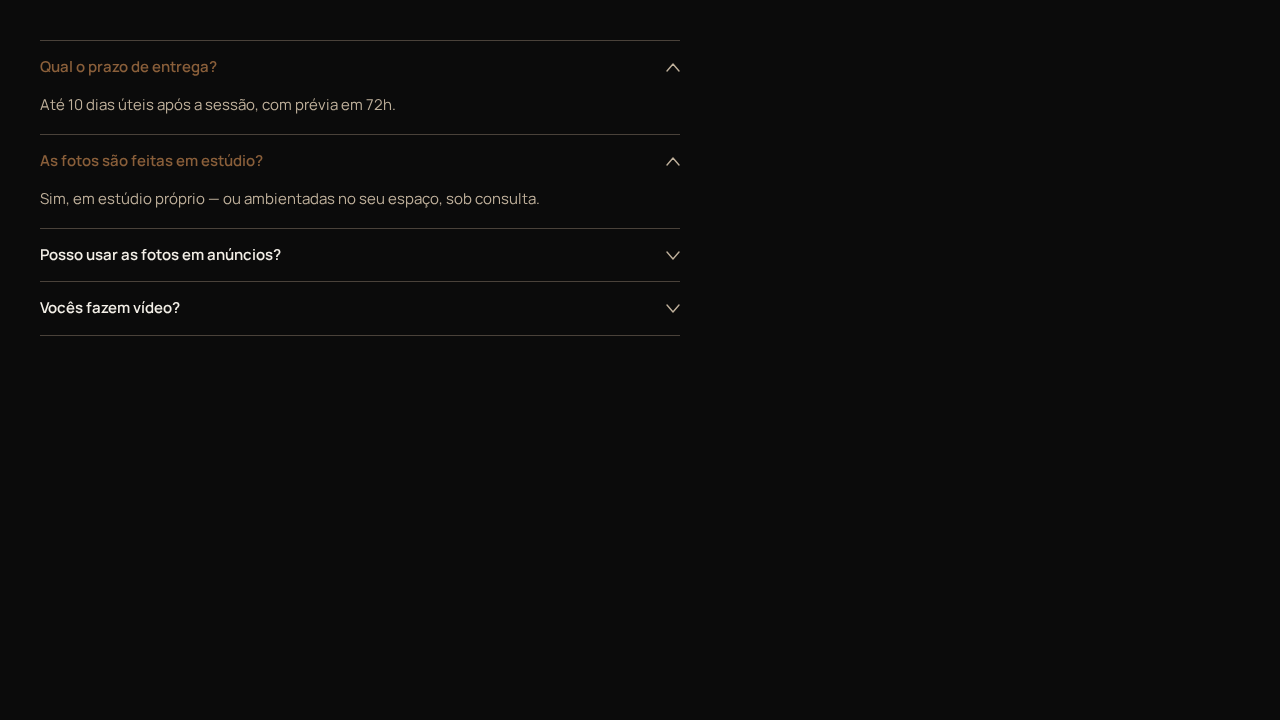 Qual o prazo de entrega?
Até 10 dias úteis após a sessão, com prévia em 72h.
As fotos são feitas em estúdio?
Sim, em estúdio próprio — ou ambientadas no seu espaço, sob consulta.
Posso usar as fotos em anúncios?
Vocês fazem vídeo?